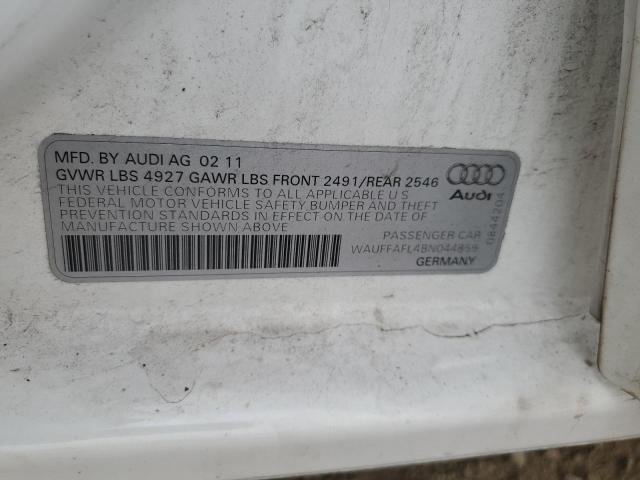 MFD. BY AUDI AG 02 11
GVWR LBS 4927 GAWR LBS FRONT 2491/REAR 2546
THIS VEHICLE CONFORMS TO ALL APPLICABLE U S
FEDERAL MOTOR VEHICLE SAFETY BUMPER AND THEFT
PREVENTION STANDARDS IN EFFECT ON THE DATE OF
MANUFACTURE SHOWN ABOVE
PASSENGER CAR
WAUFFAFL4BN044859
GERMANY
Audi
0844204